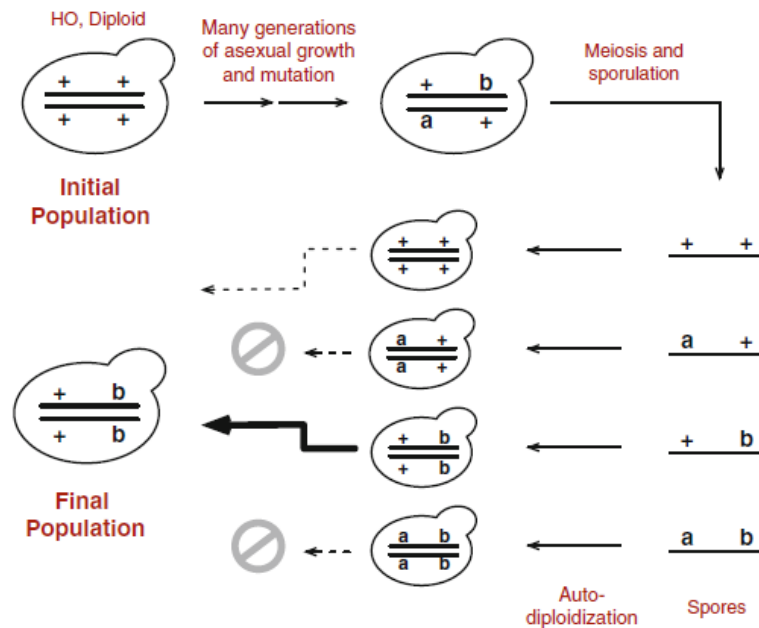 HO, Diploid
Many generations
of asexual growth
and mutation
Meiosis and
sporulation
+ +
+ +
+ b
a +
Initial
Population
+ +
+ +
+ +
a +
a +
a +
+ b
+ b
+ b
+ b
+ b
a b
a b
a b
Final
Population
Auto-
diploidization
Spores